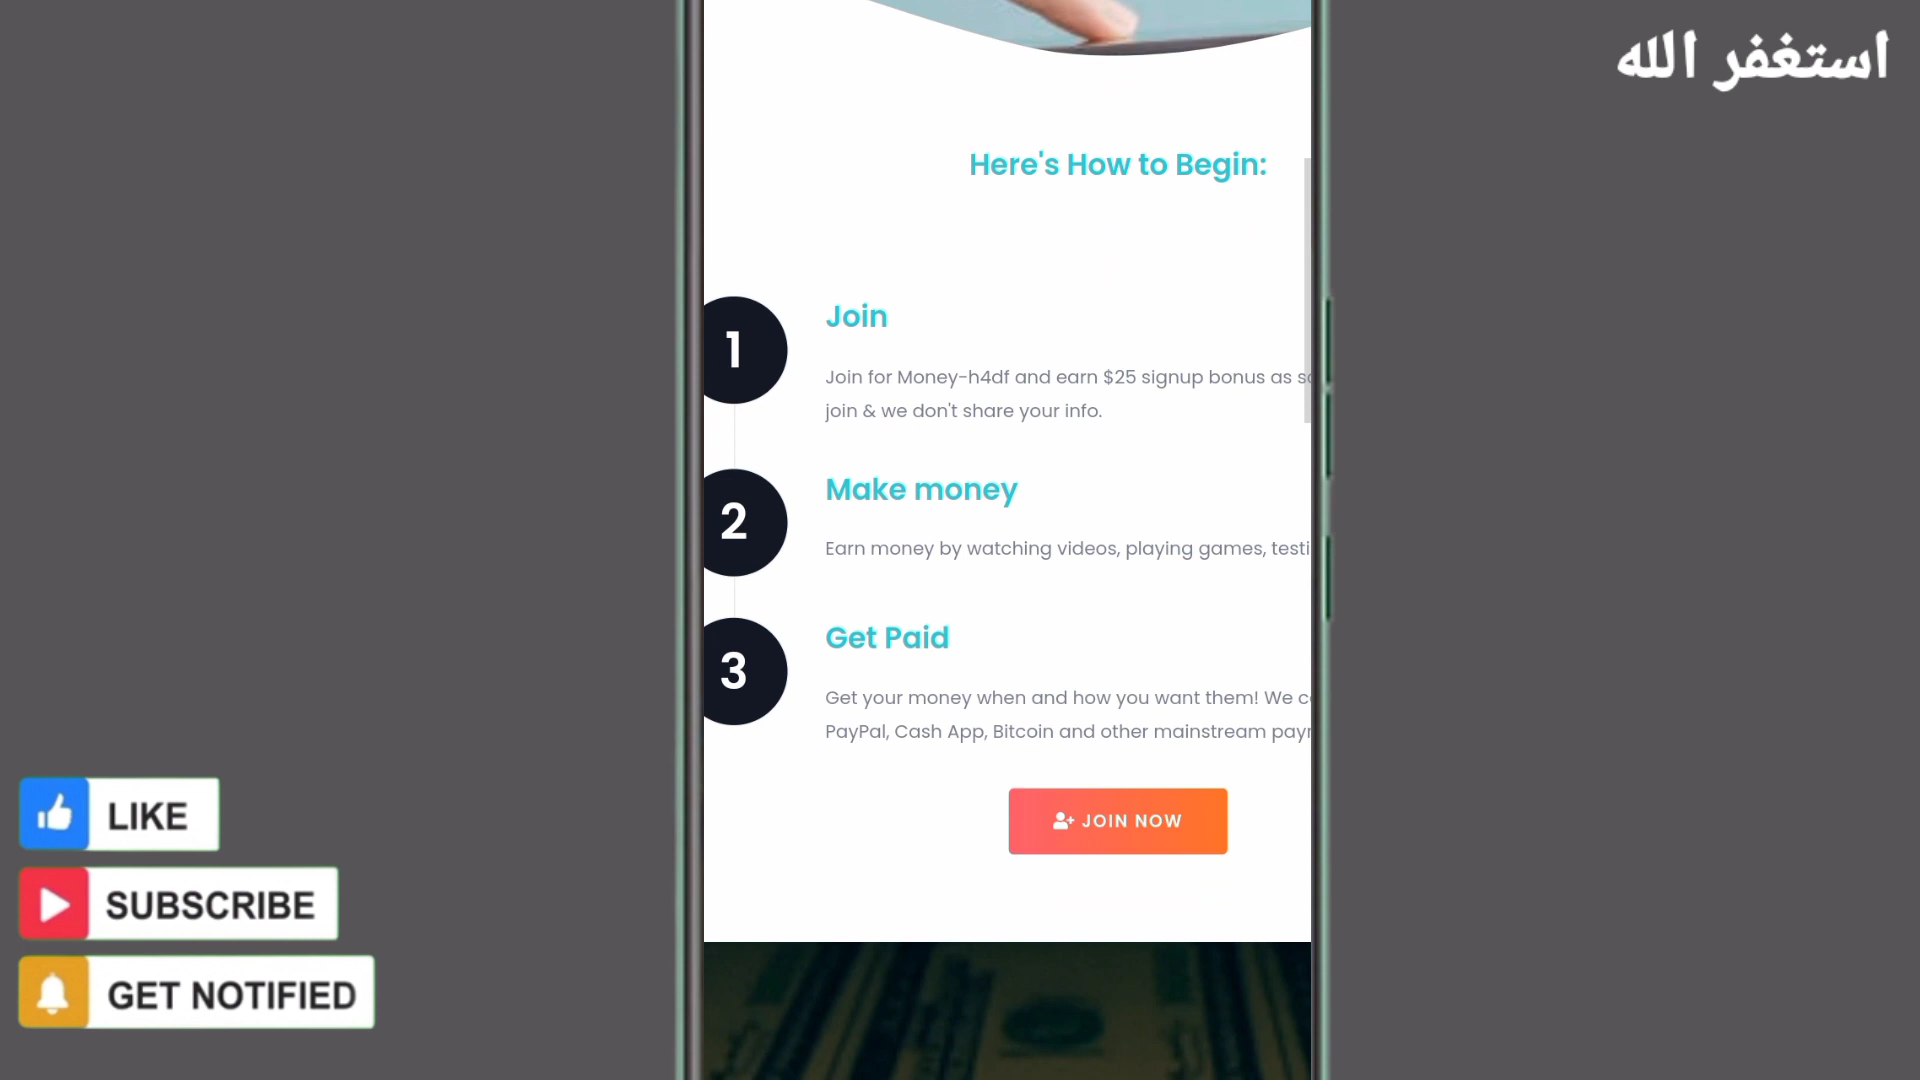 استغفر الله
Here's How to Begin:
1
Join
Join for Money-h4df and earn $25 signup bonus as
join & we don't share your info.
2
Make money
Earn money by watching videos, playing games,
3
Get Paid
Get your money when and how you want them! We
PayPal, Cash App, Bitcoin and other mainstream
JOIN NOW
LIKE
SUBSCRIBE
GET NOTIFIED